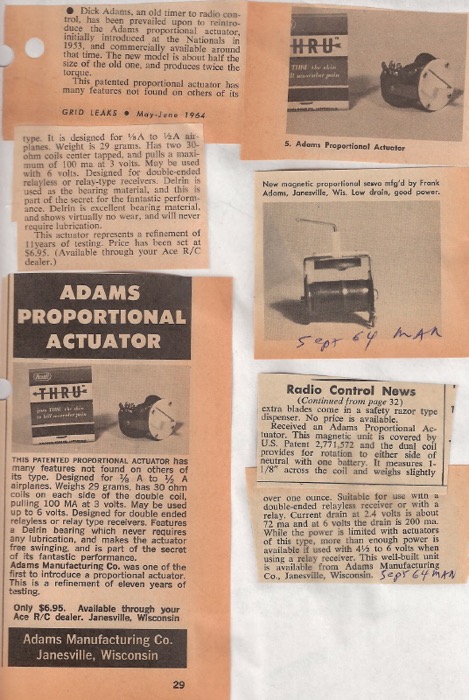 ● Dick Adams, an old timer to radio con-
trol, has been prevailed upon to reintro-
duce the Adams proportional actuator,
initially introduced at the Nationals in
1953, and commercially available around
that time. The new model is about half the
size of the old one, and produces twice the
torque.
This patented proportional actuator has
many features not found on others of its
GRID LEAKS ● May-June 1964
type. It is designed for ⅛A to ½A air-
planes. Weight is 29 grams. Has two 30-
ohm coils center tapped, and pulls a maxi-
mum of 100 ma at 3 volts. May be used
with 6 volts. Designed for double-ended
relayless or relay-type receivers. Delrin is
used as the bearing material, and this is
part of the secret for the fantastic perform-
ance. Delrin is excellent bearing material,
and shows virtually no wear, and will never
require lubrication.
This actuator represents a refinement of
11years of testing. Price has been set at
$6.95. (Available through your Ace R/C
dealer.)
ADAMS
PROPORTIONAL
ACTUATOR
THRU
THIS PATENTED PROPORTIONAL ACTUATOR has
many features not found on others of
its type. Designed for ⅛ A to ½ A
airplanes. Weighs 29 grams, has 30 ohm
coils on each side of the double coil,
pulling 100 MA at 3 volts. May be used
up to 6 volts. Designed for double ended
relayless or relay type receivers. Features
a Delrin bearing which never requires
any lubrication, and makes the actuator
free swinging, and is part of the secret
of its fantastic performance.
Adams Manufacturing Co. was one of the
first to introduce a proportional actuator.
This is a refinement of eleven years of
testing.
Only $6.95. Available through your
Ace R/C dealer. Janesville, Wisconsin
Adams Manufacturing Co.
Janesville, Wisconsin
29
HRU
THRU the skin
5. Adams Proportional Actuator
New magnetic proportional servo mfg'd by Frank
Adams, Janesville, Wis. Low drain, good power.
Sept 64 MAN
Radio Control News
(Continued from page 32)
extra blades come in a safety razor type
dispenser. No price is available.
Received an Adams Proportional Ac-
tuator. This magnetic unit is covered by
U.S. Patent 2,771,572 and the dual coil
provides for rotation to either side of
neutral with one battery. It measures 1-
1/8" across the coil and weighs slightly
over one ounce. Suitable for use with a
double-ended relayless receiver or with a
relay. Current drain at 2.4 volts is about
72 ma and at 6 volts the drain is 200 ma.
While the power is limited with actuators
of this type, more than enough power is
available if used with 4½ to 6 volts when
using a relay receiver. This well-built unit
is available from Adams Manufacturing
Co., Janesville, Wisconsin. Sept 64 MAN